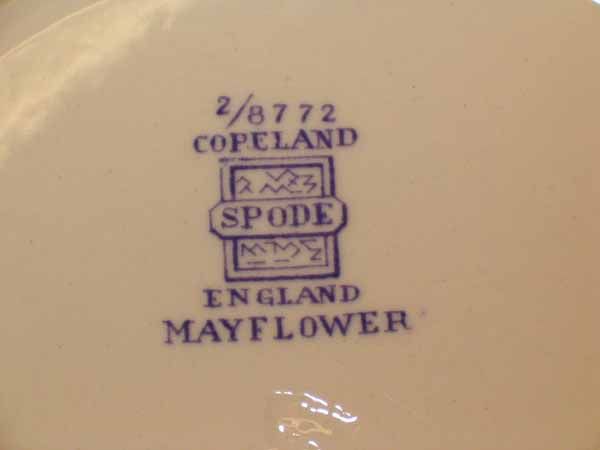 2/8772
COPELAND
SPODE
ENGLAND
MAYFLOWER